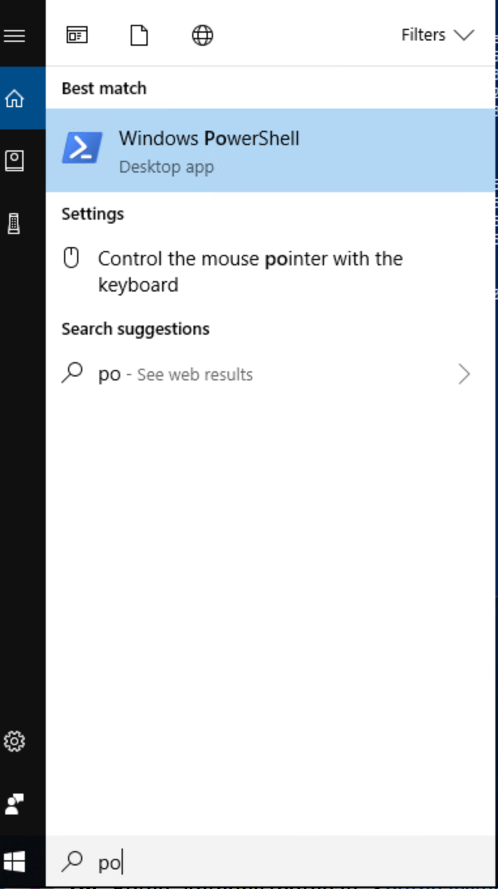 Filters
Best match
Windows PowerShell
Desktop app
Settings
Control the mouse pointer with the
keyboard
Search suggestions
po - See web results
po